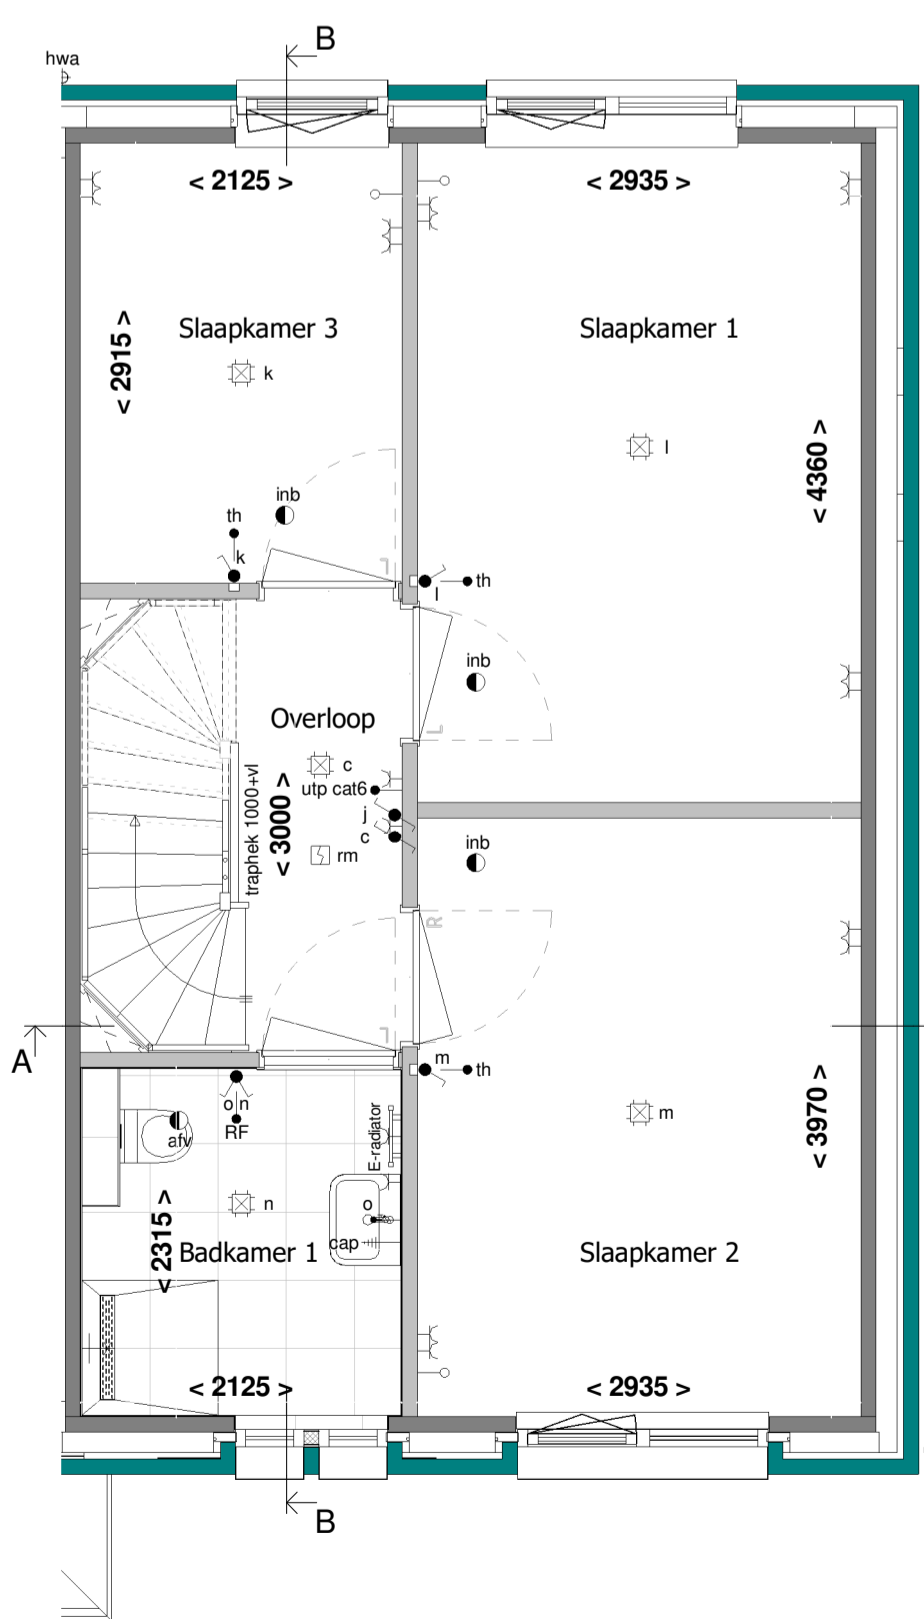 B
hwa
< 2125 >
< 2935 >
Slaapkamer 3
Slaapkamer 1
< 2915 >
k
l
< 4360 >
inb
th
k
th
l
inb
Overloop
c
utp cat6
j
c
traphek 1000+vl
< 3000 >
rm
inb
L
L
R
L
A
m
th
o n
RF
afv
E-radiator
m
< 3970 >
n
o
cap
< 2315 >
Badkamer 1
Slaapkamer 2
< 2125 >
< 2935 >
B